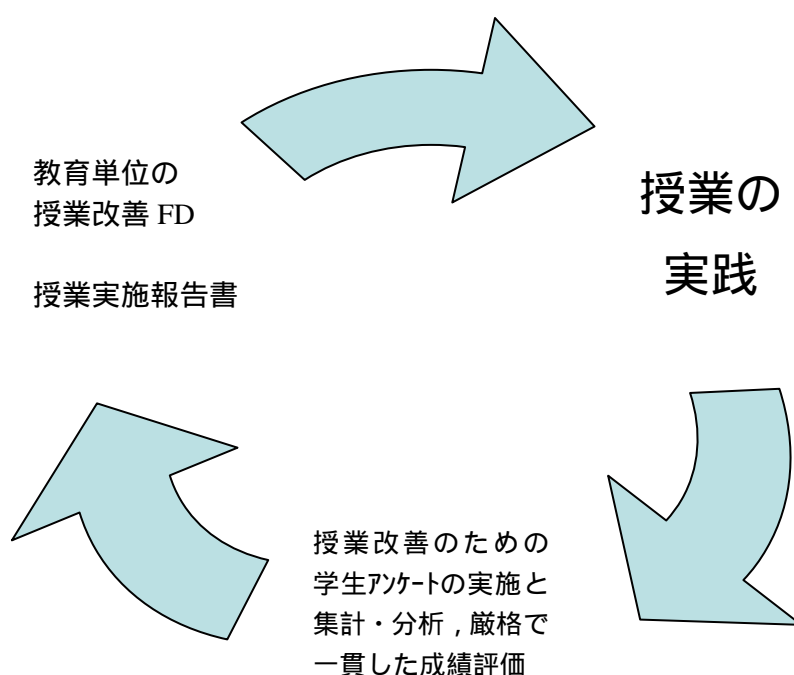 教育単位の
授業改善 FD
授業実施報告書
授業の
実践
授業改善のための
学生ｱﾝｹｰﾄの実施と
集計・分析，厳格で
一貫した成績評価